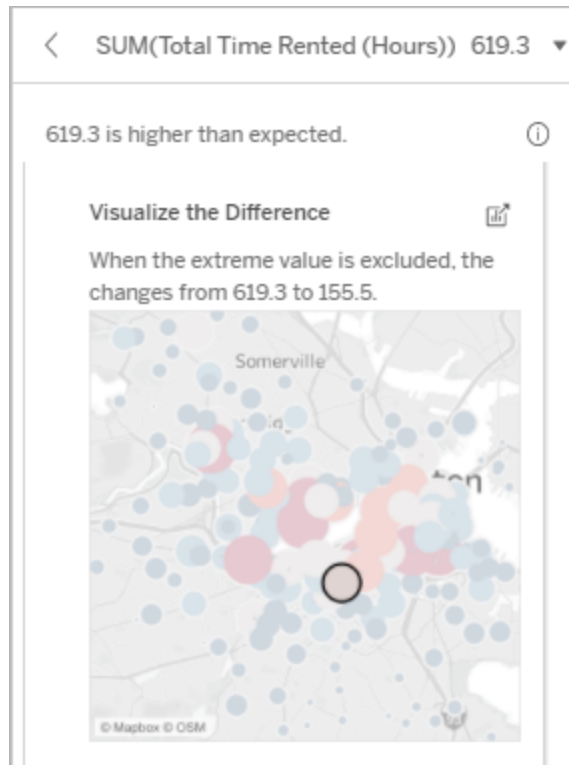 SUM(Total Time Rented (Hours)) 619.3
619.3 is higher than expected.
Visualize the Difference
When the extreme value is excluded, the
changes from 619.3 to 155.5.
Somerville
ton
© Mapbox © OSM